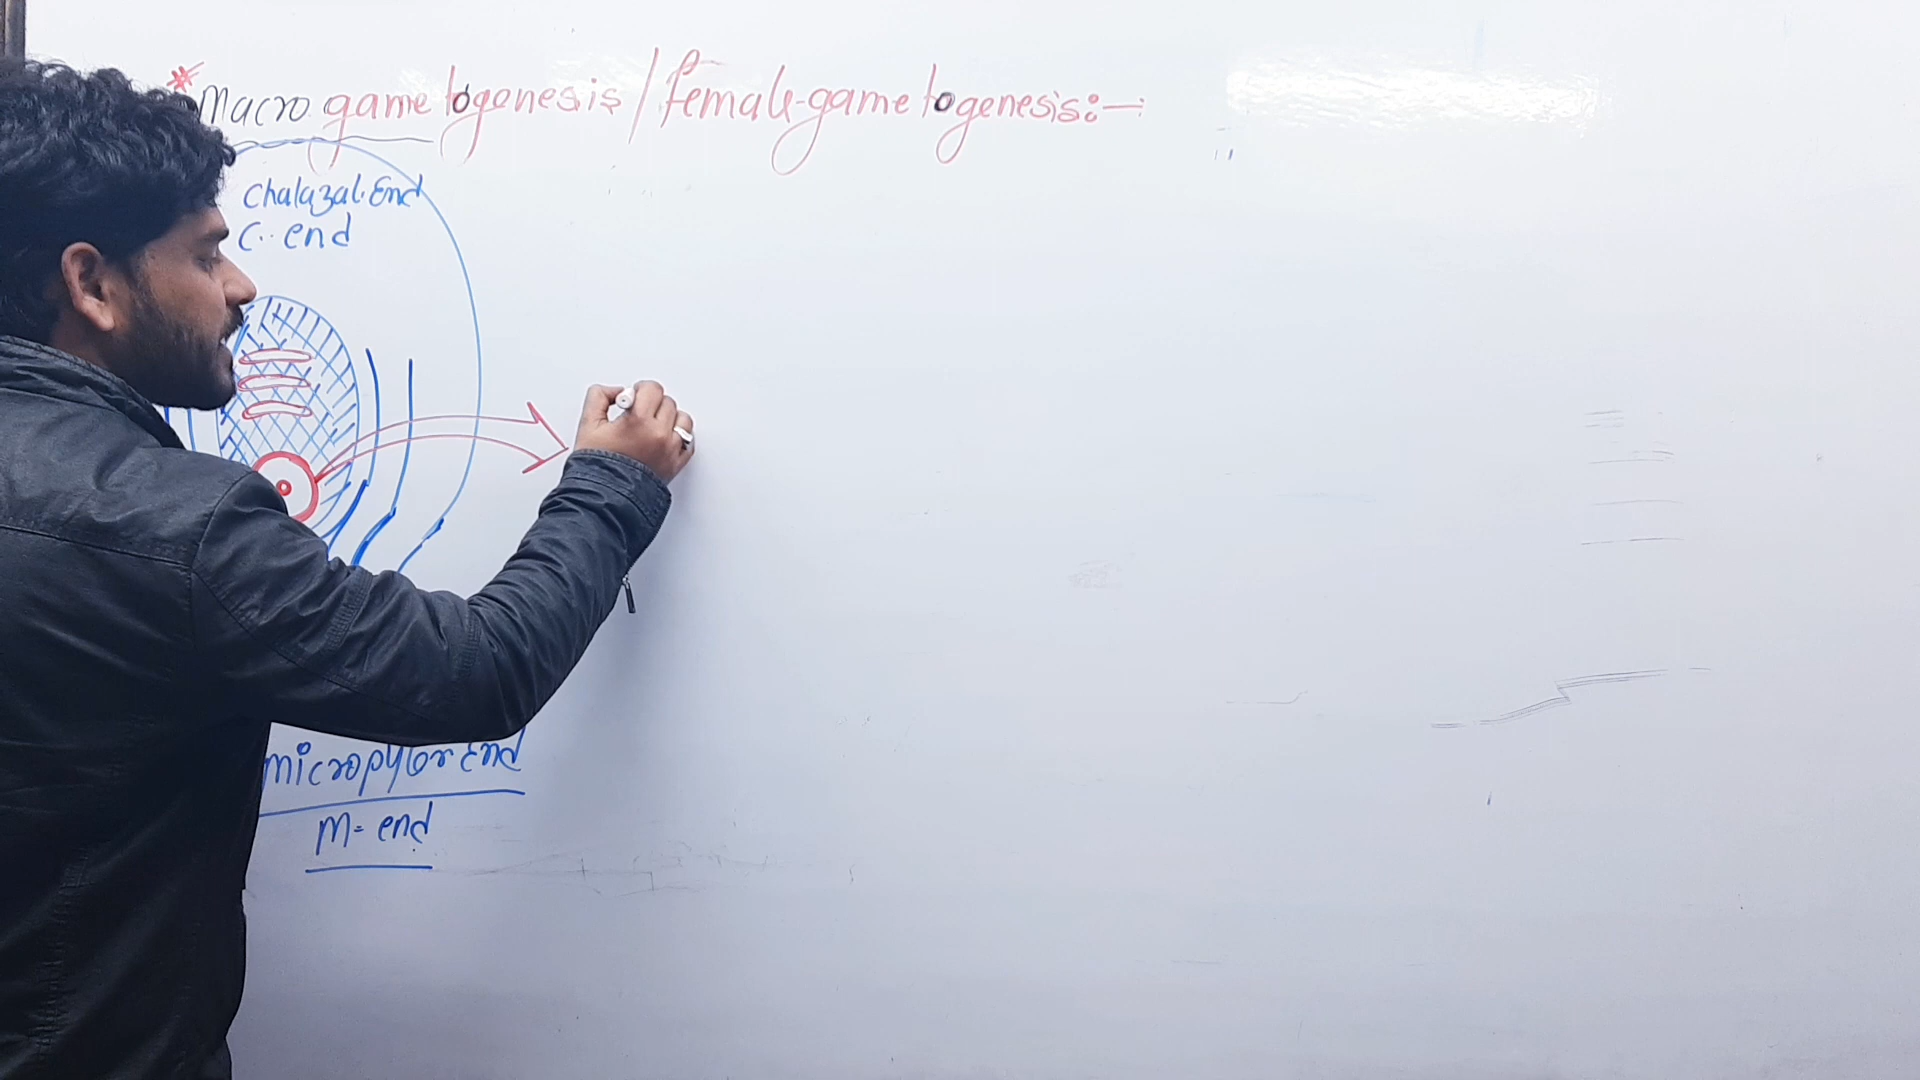 *Macro gametogenesis / female-gametogenesis:-
Chalazal. End
C.. end
micropylor End
m= end